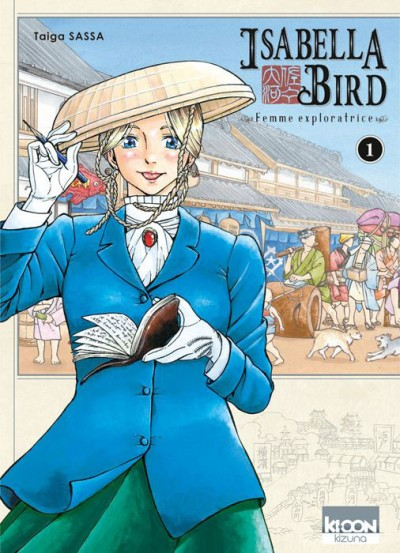 Taiga SASSA
ISABELLA
BIRD
Femme exploratrice
1
KI-OON
kizuna